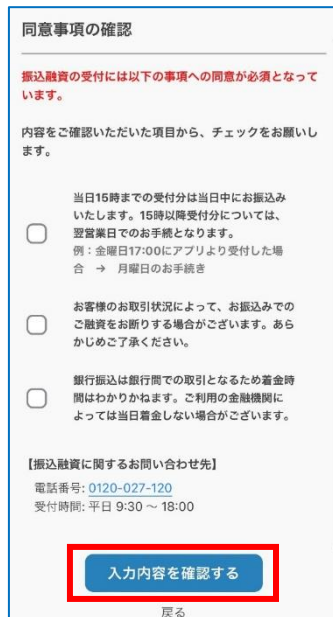 同意事項の確認
振込融資の受付には以下の事項への同意が必須となって
います。
内容をご確認いただいた項目から、チェックをお願いし
ます。
当日15時までの受付分は当日中にお振込み
いたします。15時以降受付分については、
翌営業日でのお手続となります。
例：金曜日17:00にアプリより受付した場
合 → 月曜日のお手続き
お客様のお取引状況によって、お振込みでの
ご融資をお断りする場合がございます。あら
かじめご了承ください。
銀行振込は銀行間での取引となるため着金時
間はわかりかねます。ご利用の金融機関に
よっては当日着金しない場合がございます。
【振込融資に関するお問い合わせ先】
電話番号: 0120-027-120
受付時間: 平日 9:30 ～ 18:00
入力内容を確認する
戻る